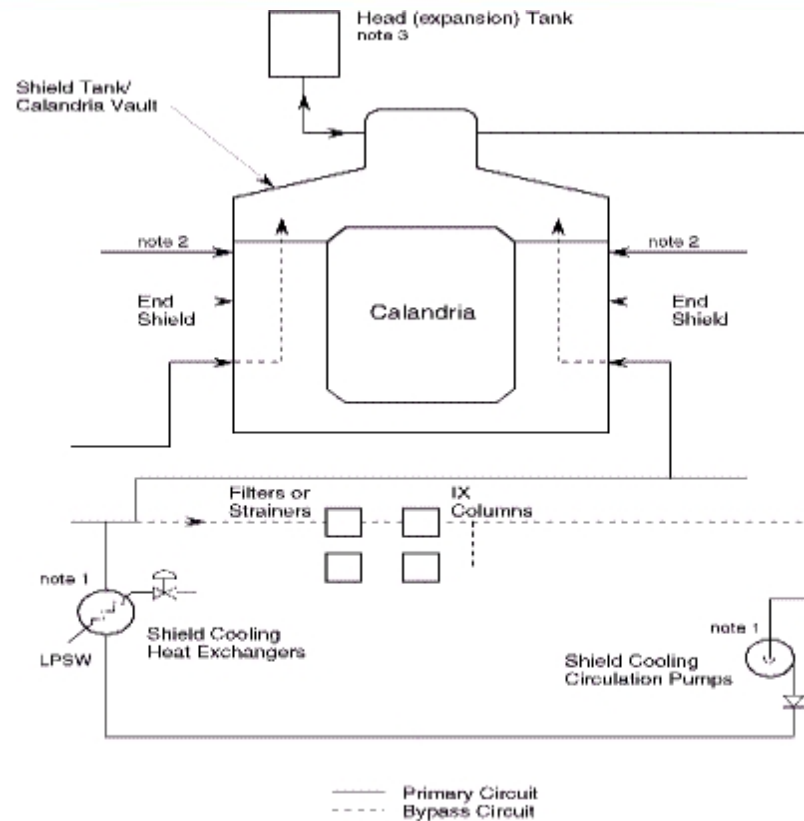 Head (expansion) Tank
note 3
Shield Tank/
Calandria Vault
note 2
note 2
End
Shield
Calandria
End
Shield
Filters or
Strainers
IX
Columns
note 1
LPSW
Shield Cooling
Heat Exchangers
note 1
Shield Cooling
Circulation Pumps
Primary Circuit
Bypass Circuit